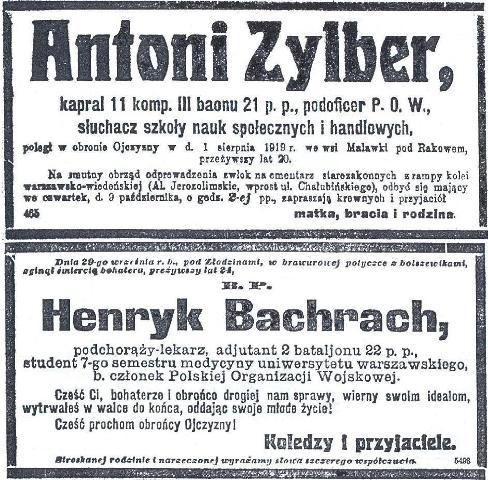 Antoni Zylber,
kapral 11 komp. III baonu 21 p. p., podoficer P. O. W.,
słuchacz szkoły nauk społecznych i handlowych,
poległ w obronie Ojczyzny w d. 1 sierpnia 1919 r. we wsi Malawki pod Rakowem,
przeżywszy lat 20.
Na smutny obrząd odprowadzenia zwłok na cmentarz starozakonnych z rampy kolei
warszawsko-wiedeńskiej (Al. Jerozolimskie, wprost ul. Chałubińskiego), odbyć się mający
we czwartek, d. 9 października, o godz. 2-ej pp., zapraszają krewnych i przyjaciół
465 matka, bracia i rodzina.
Dnia 29-go września r. b., pod Złodzinami, w brawurowej potyczce z bolszewikami,
zginął śmiercią bohatera, przeżywszy lat 24,
Ś. P.
Henryk Bachrach,
podchorąży-lekarz, adjutant 2 bataljonu 22 p. p.,
student 7-go semestru medycyny uniwersytetu warszawskiego,
b. członek Polskiej Organizacji Wojskowej.
Cześć Ci, bohaterze i obrońco drogiej nam sprawy, wierny swoim ideałom,
wytrwałeś w walce do końca, oddając swoje młode życie!
Cześć prochom obrońcy Ojczyzny!
Koledzy i przyjaciele.
Stroskanej rodzinie i narzeczonej wyrażamy słowa szczerego współczucia. 5498